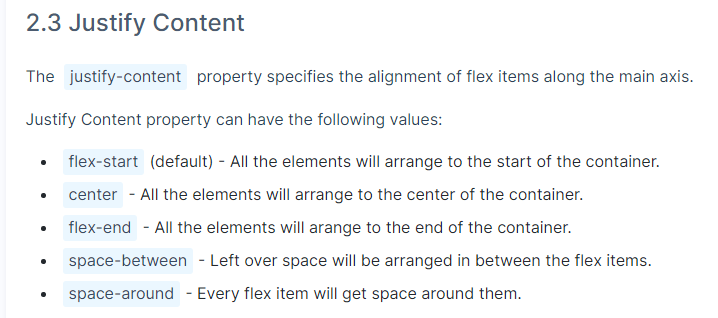 2.3 Justify Content
The justify-content property specifies the alignment of flex items along the main axis.
Justify Content property can have the following values:
• flex-start (default) - All the elements will arrange to the start of the container.
• center - All the elements will arrange to the center of the container.
• flex-end - All the elements will arange to the end of the container.
• space-between - Left over space will be arranged in between the flex items.
• space-around - Every flex item will get space around them.